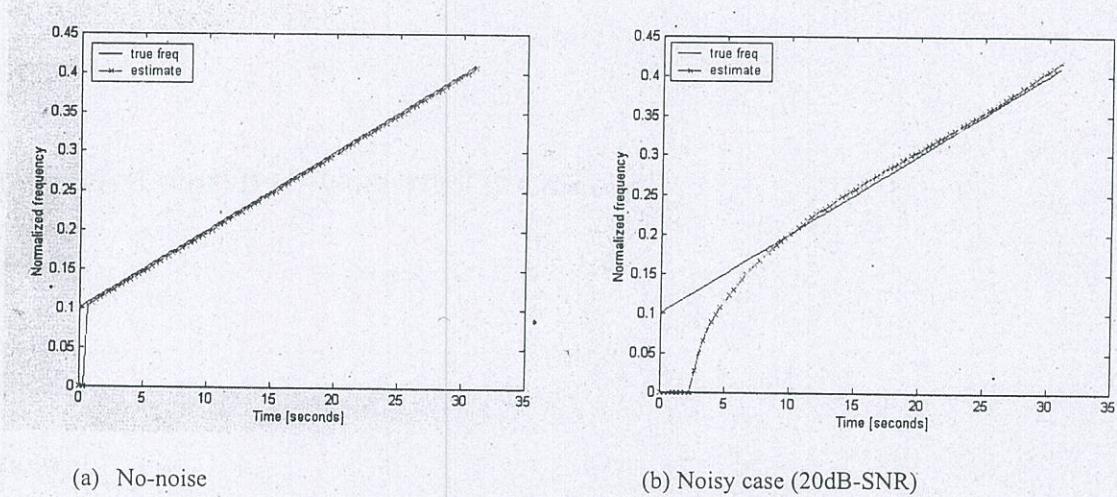 0.45
0.4
0.35
0.3
0.25
0.2
0.15
0.1
0.05
0
true freq
estimate
Normalized frequency
0 5 10 15 20 25 30 35
Time [seconds]
(a) No-noise
0.45
0.4
0.35
0.3
0.25
0.2
0.15
0.1
0.05
0
true freq
estimate
Normalized frequency
0 5 10 15 20 25 30 35
Time [seconds]
(b) Noisy case (20dB-SNR)